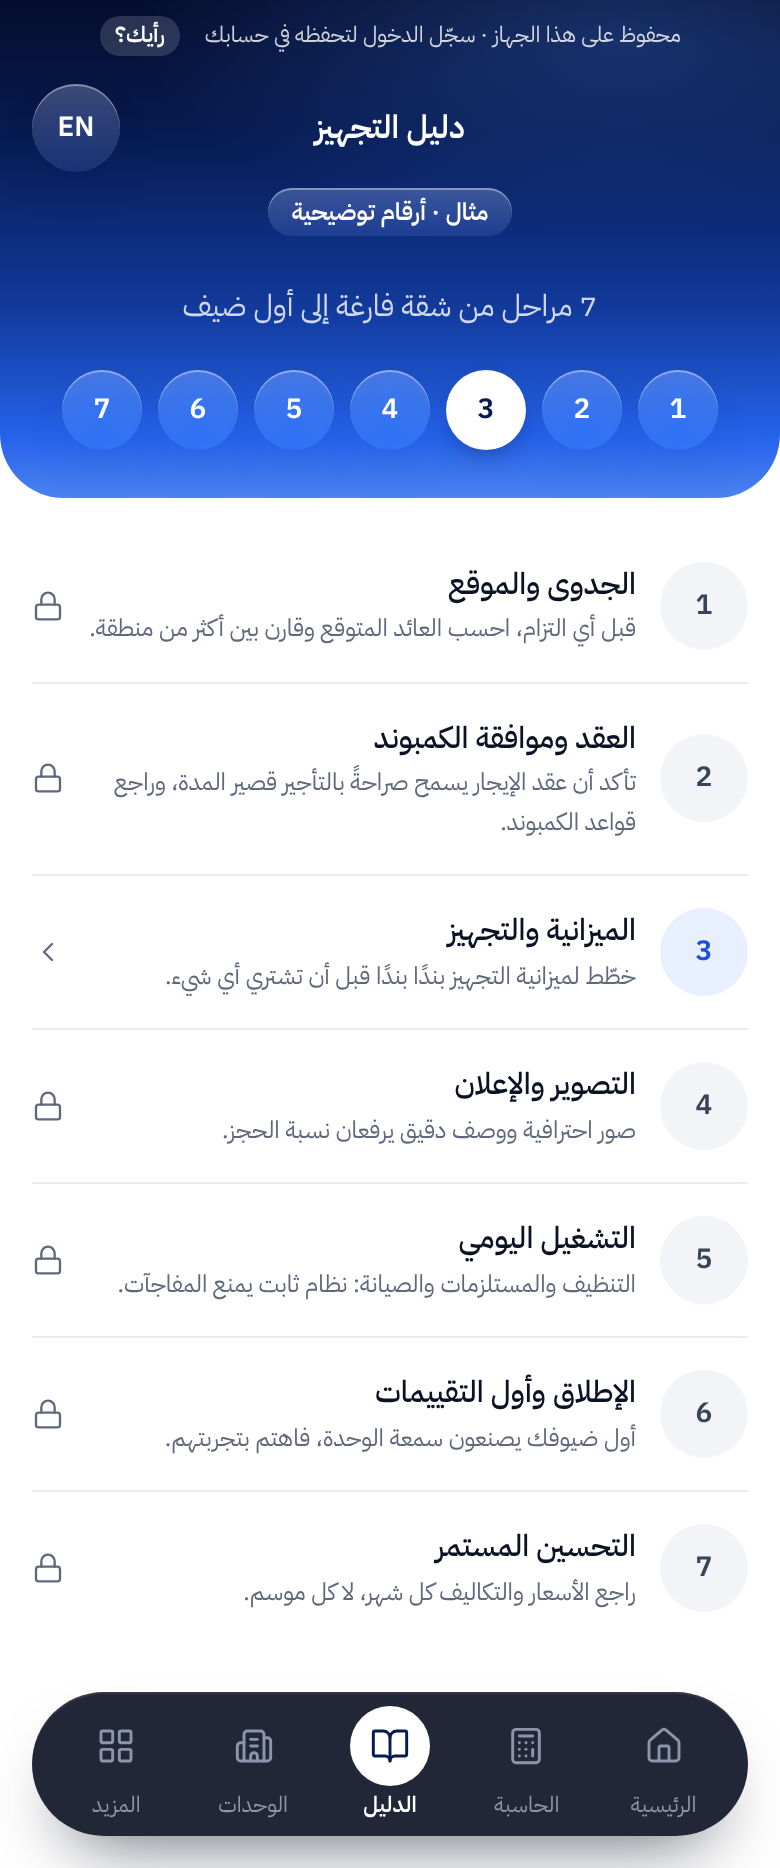 محفوظ على هذا الجهاز · سجّل الدخول لتحفظه في حسابك
رأيك؟
دليل التجهيز
EN
مثال · أرقام توضيحية
7 مراحل من شقة فارغة إلى أول ضيف
1 2 3 4 5 6 7
1
الجدوى والموقع
قبل أي التزام، احسب العائد المتوقع وقارن بين أكثر من منطقة.
2
العقد وموافقة الكمبوند
تأكد أن عقد الإيجار يسمح صراحةً بالتأجير قصير المدة، وراجع
قواعد الكمبوند.
3
الميزانية والتجهيز
خطّط لميزانية التجهيز بندًا بندًا قبل أن تشتري أي شيء.
4
التصوير والإعلان
صور احترافية ووصف دقيق يرفعان نسبة الحجز.
5
التشغيل اليومي
التنظيف والمستلزمات والصيانة: نظام ثابت يمنع المفاجآت.
6
الإطلاق وأول التقييمات
أول ضيوفك يصنعون سمعة الوحدة، فاهتم بتجربتهم.
7
التحسين المستمر
راجع الأسعار والتكاليف كل شهر، لا كل موسم.
الرئيسية
الحاسبة
الدليل
الوحدات
المزيد